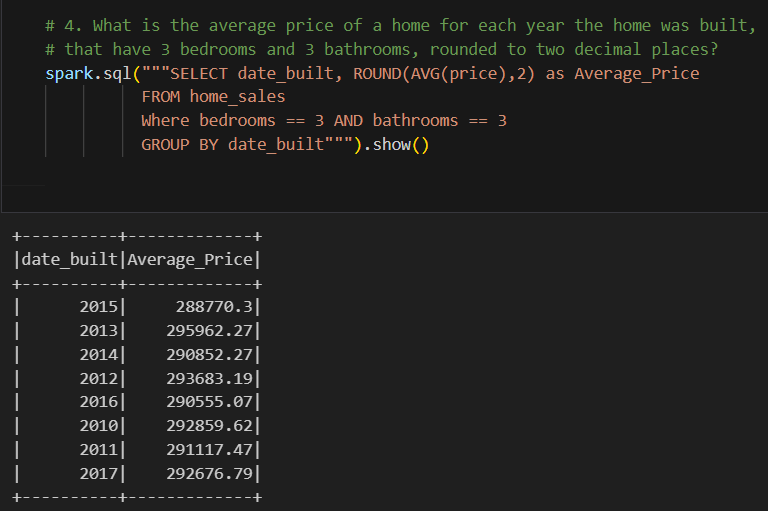 # 4. What is the average price of a home for each year the home was built,
# that have 3 bedrooms and 3 bathrooms, rounded to two decimal places?
spark.sql("""SELECT date_built, ROUND(AVG(price),2) as Average_Price
FROM home_sales
Where bedrooms == 3 AND bathrooms == 3
GROUP BY date_built""").show()
+----------+-------------+
|date_built|Average_Price|
+----------+-------------+
|      2015|     288770.3|
|      2013|    295962.27|
|      2014|    290852.27|
|      2012|    293683.19|
|      2016|    290555.07|
|      2010|    292859.62|
|      2011|    291117.47|
|      2017|    292676.79|
+----------+-------------+